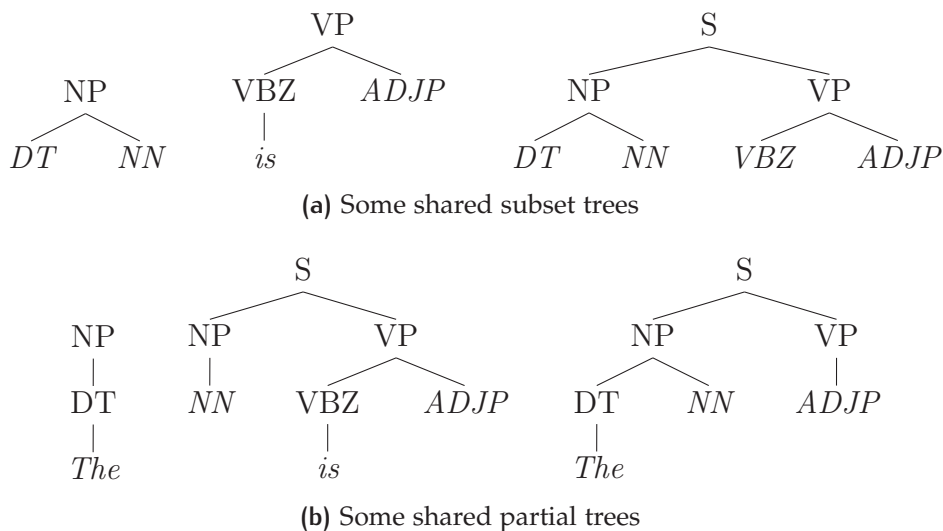 VP S
NP VBZ ADJP NP VP
DT NN is DT NN VBZ ADJP
(a) Some shared subset trees
S S
NP NP VP NP VP
DT NN VBZ ADJP DT NN ADJP
The is The
(b) Some shared partial trees